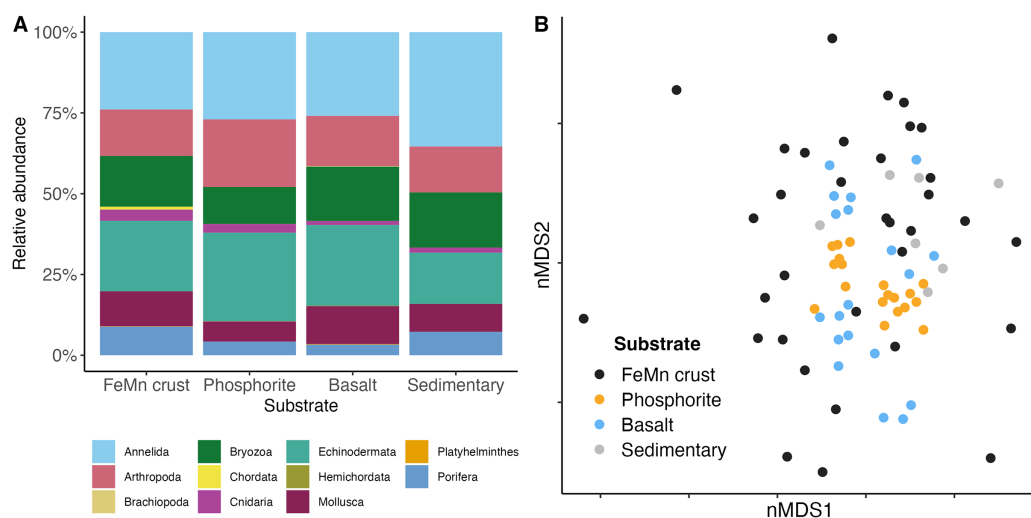 A
100%
75%
50%
25%
0%
Relative abundance
FeMn crust Phosphorite Basalt Sedimentary
Substrate
Annelida Bryozoa Echinodermata Platyhelminthes
Arthropoda Chordata Hemichordata Porifera
Brachiopoda Cnidaria Mollusca
B
nMDS2
Substrate
FeMn crust
Phosphorite
Basalt
Sedimentary
nMDS1